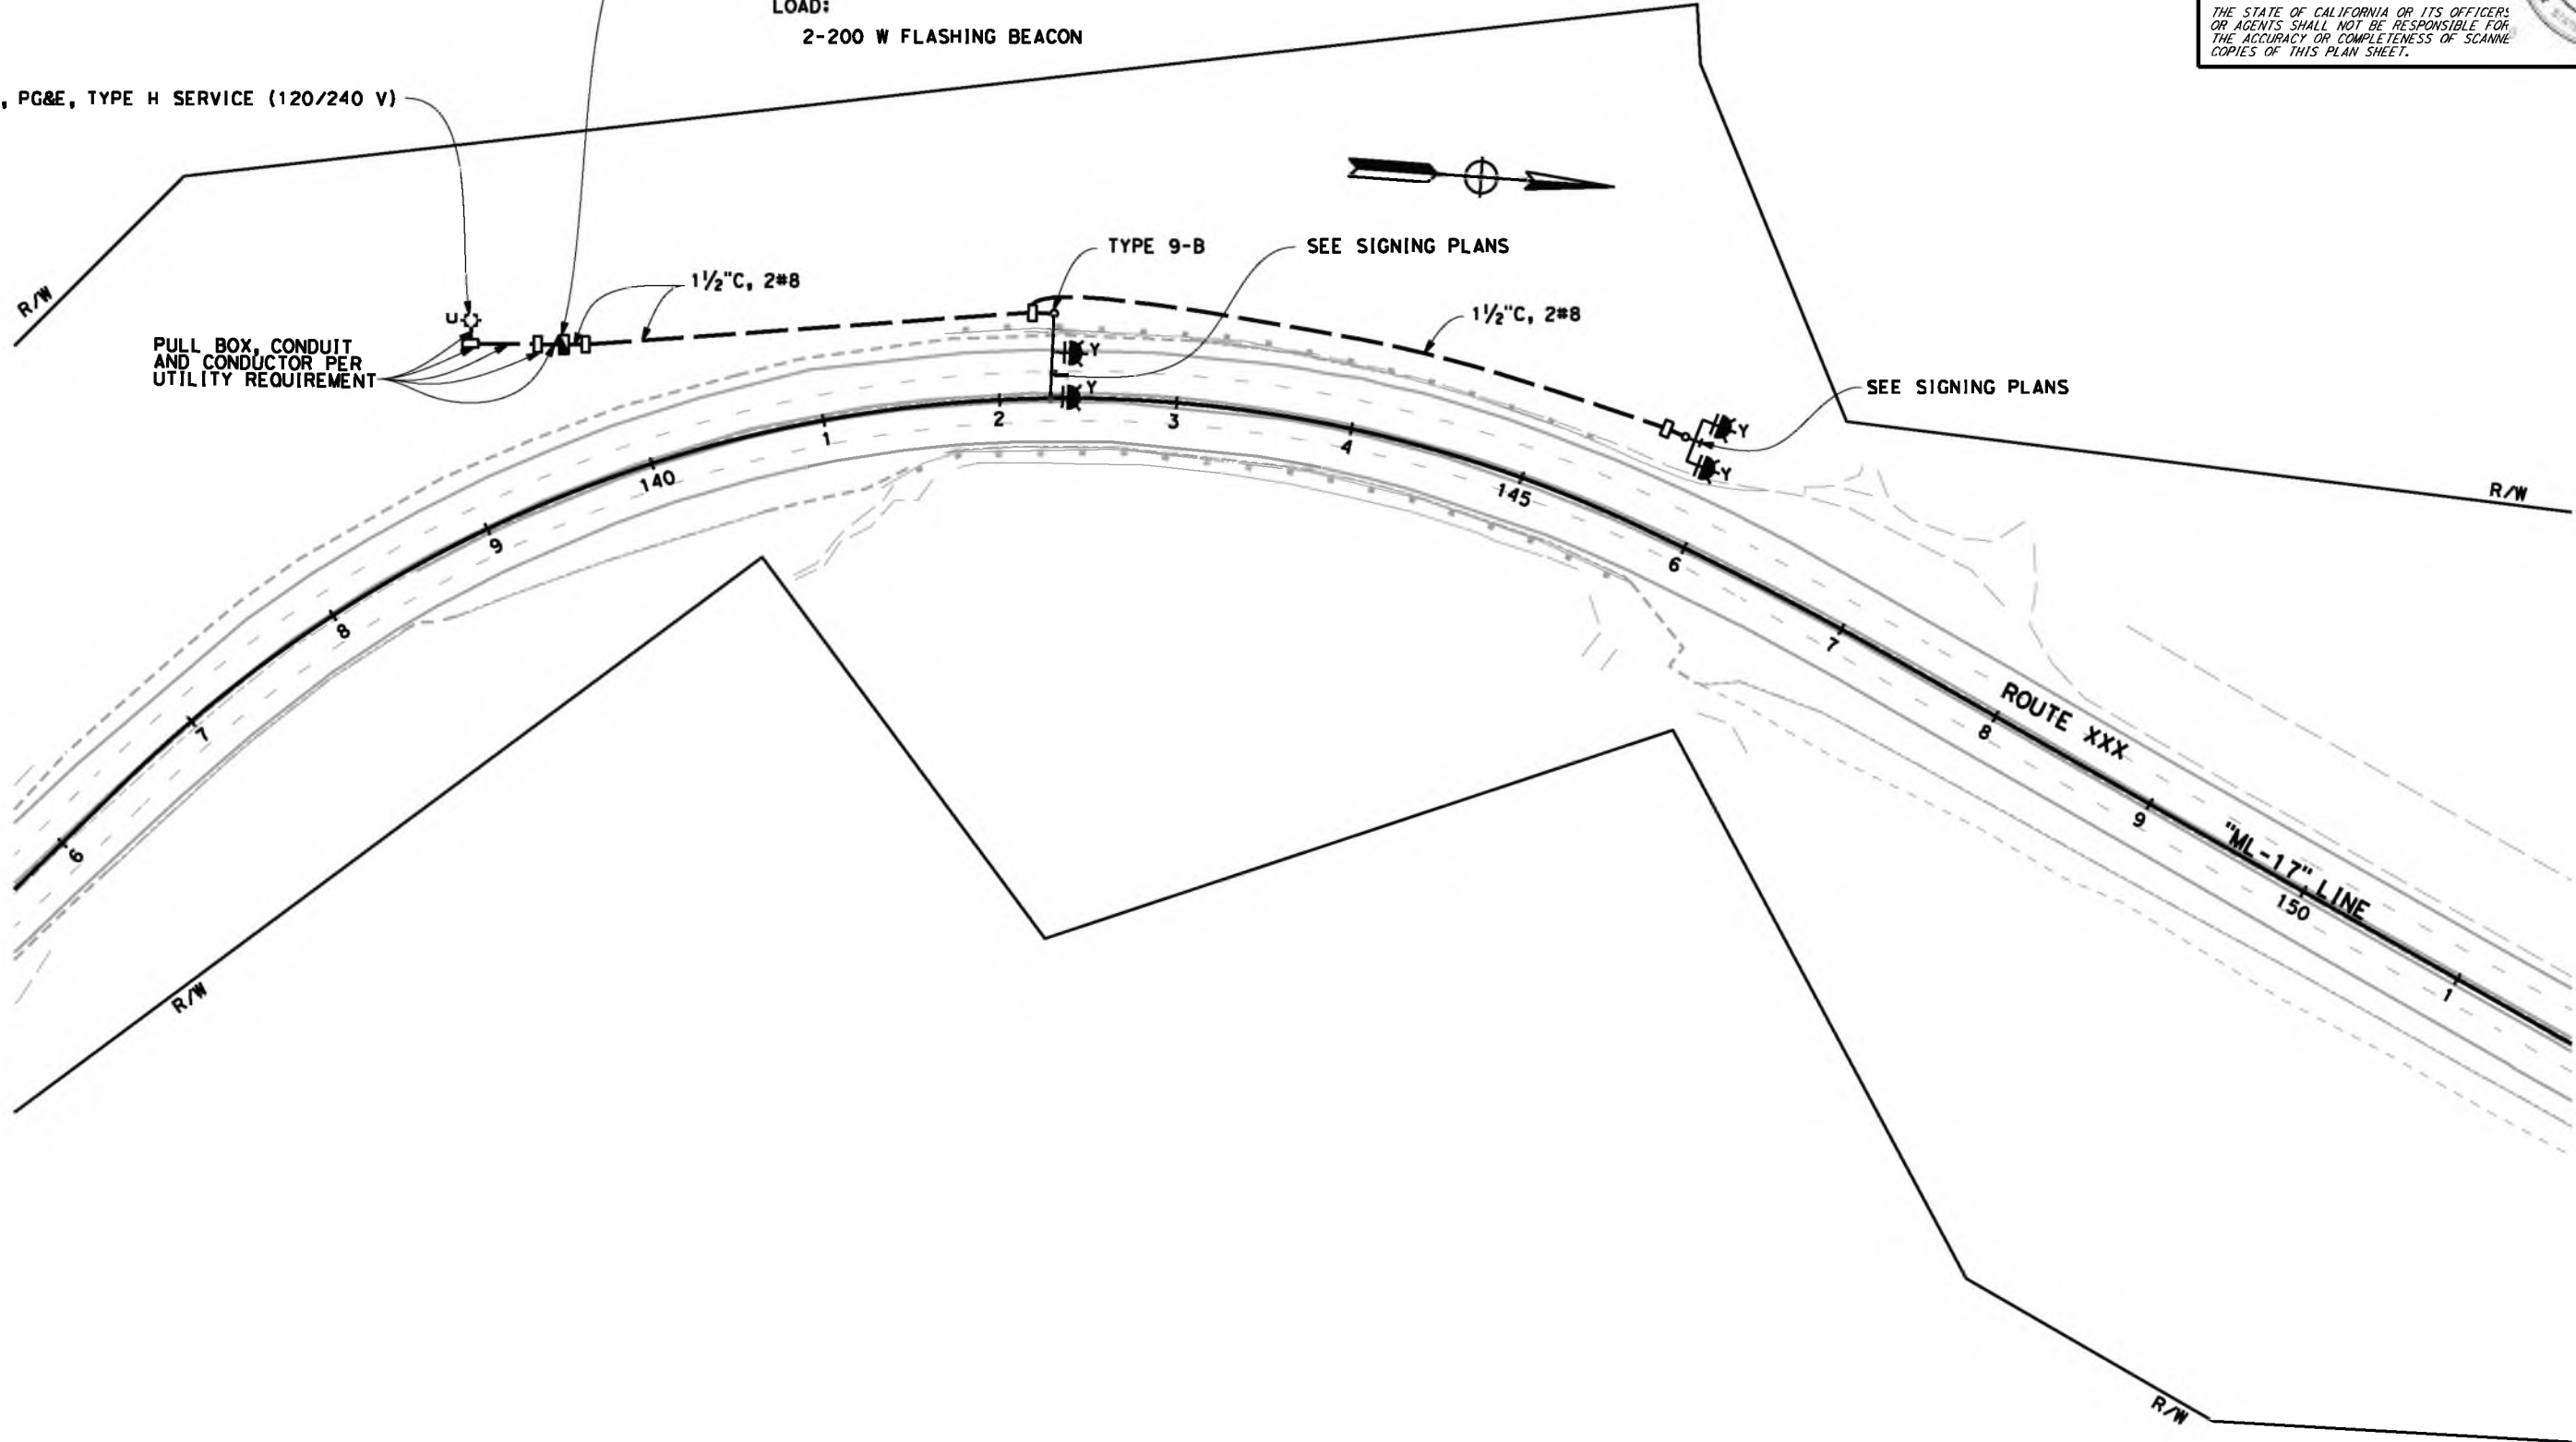 LOAD:
2-200 W FLASHING BEACON
THE STATE OF CALIFORNIA OR ITS OFFICERS
OR AGENTS SHALL NOT BE RESPONSIBLE FOR
THE ACCURACY OR COMPLETENESS OF SCANNE
COPIES OF THIS PLAN SHEET.
, PG&E, TYPE H SERVICE (120/240 V)
R/W
TYPE 9-B
SEE SIGNING PLANS
1½"C, 2#8
1½"C, 2#8
U
PULL BOX, CONDUIT
AND CONDUCTOR PER
UTILITY REQUIREMENT
Y
Y
SEE SIGNING PLANS
Y
Y
R/W
6
7
8
9
140
1
2
3
4
145
6
7
8
9
150
1
ROUTE XXX
"ML-17" LINE
R/W
R/W